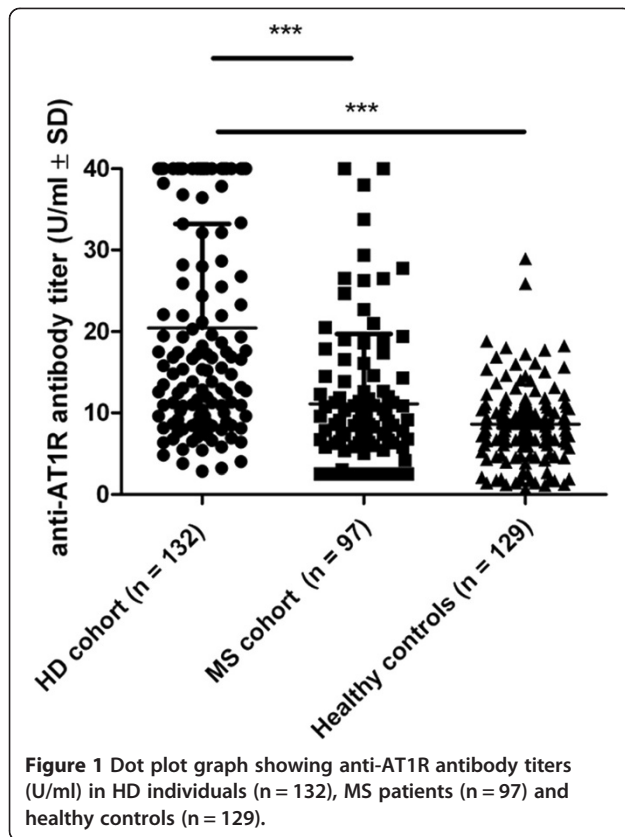 ***
***
anti-AT1R antibody titer (U/ml ± SD)
40
30
20
10
0
HD cohort (n = 132)
MS cohort (n = 97)
Healthy controls (n = 129)
Figure 1 Dot plot graph showing anti-AT1R antibody titers
(U/ml) in HD individuals (n = 132), MS patients (n = 97) and
healthy controls (n = 129).